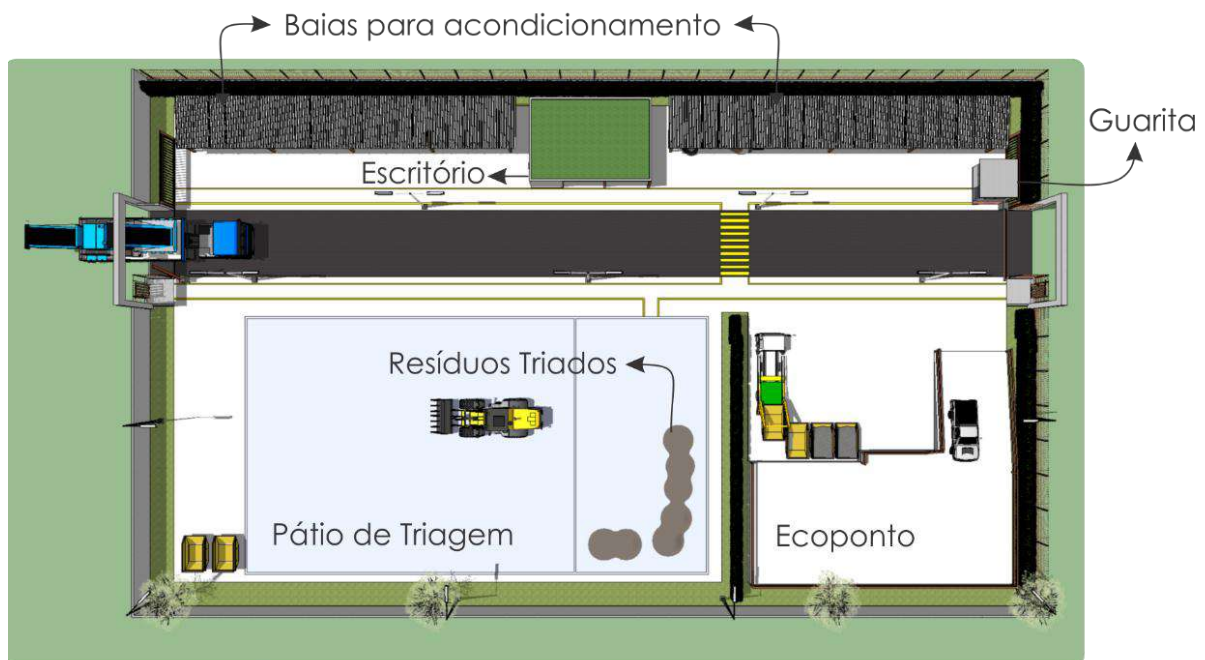 Baias para acondicionamento
Guarita
Escritório
Resíduos Triados
Pátio de Triagem
Ecoponto